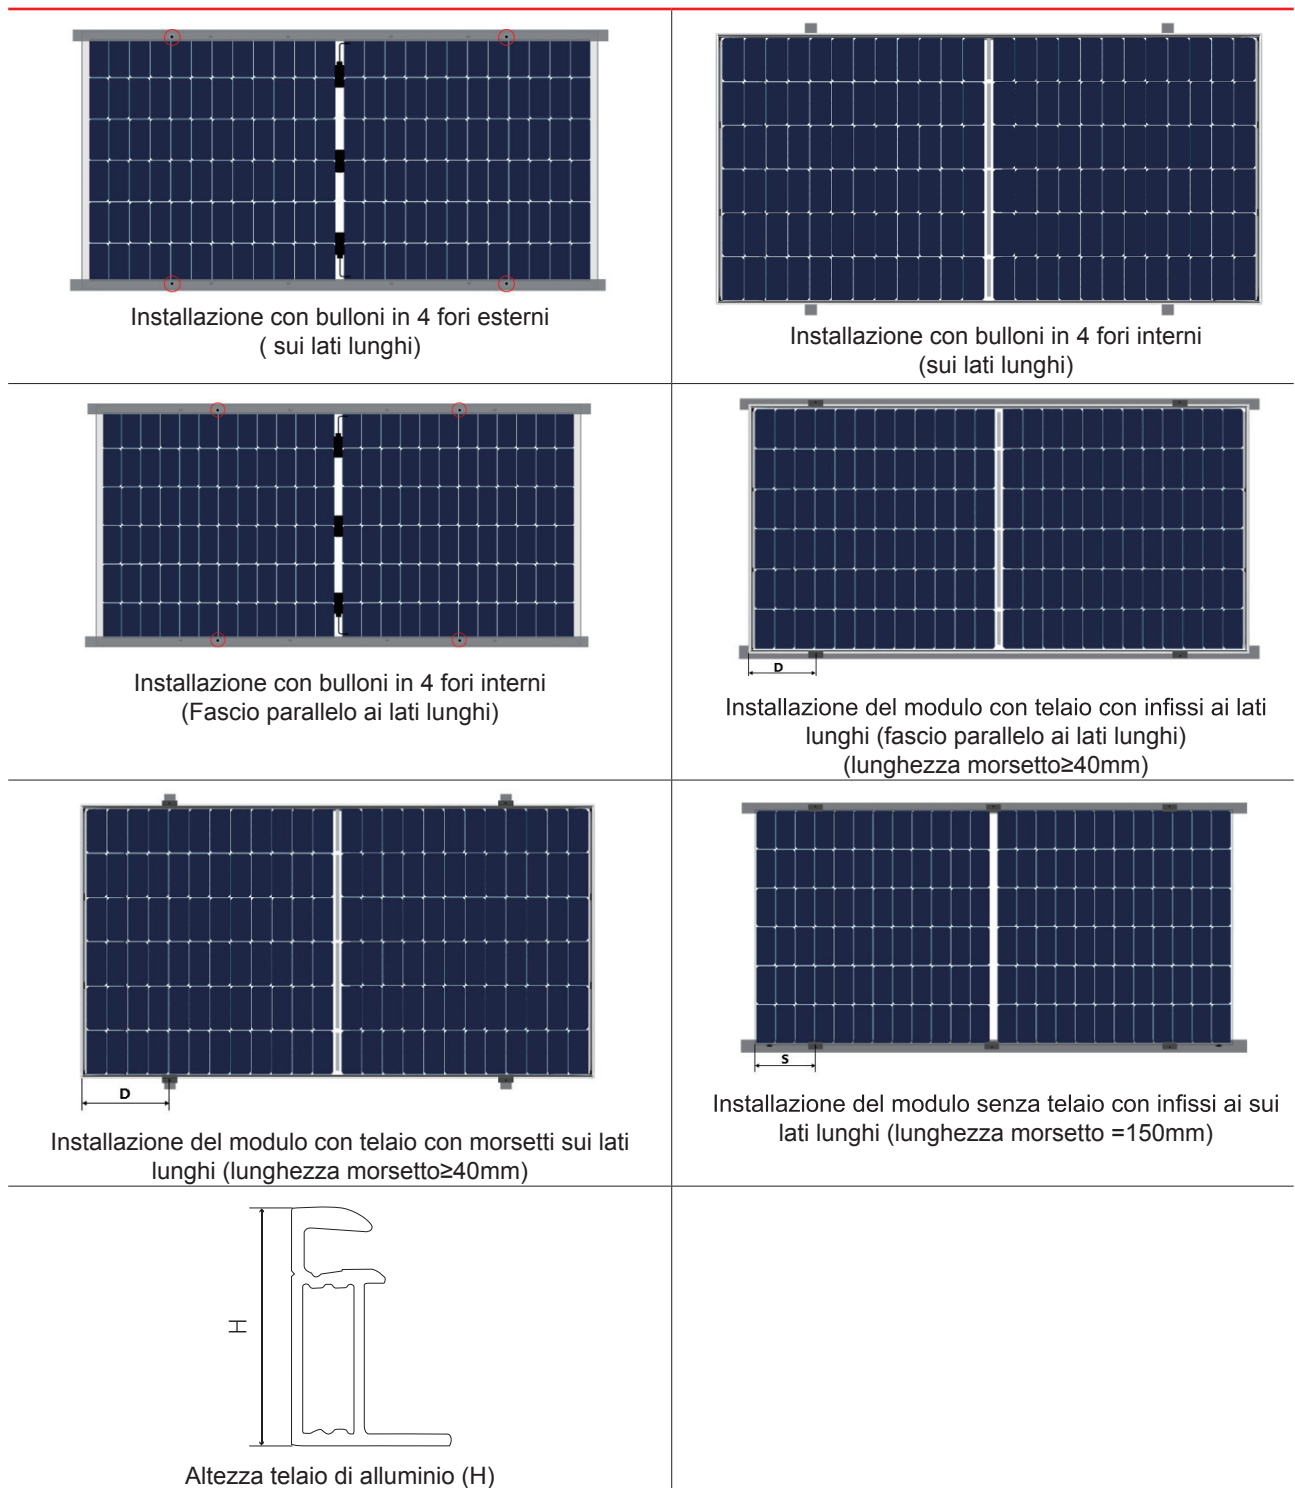 Installazione con bulloni in 4 fori esterni
( sui lati lunghi)
Installazione con bulloni in 4 fori interni
(sui lati lunghi)
Installazione con bulloni in 4 fori interni
(Fascio parallelo ai lati lunghi)
D
Installazione del modulo con telaio con infissi ai lati
lunghi (fascio parallelo ai lati lunghi)
(lunghezza morsetto≥40mm)
D
Installazione del modulo con telaio con morsetti sui lati
lunghi (lunghezza morsetto≥40mm)
S
Installazione del modulo senza telaio con infissi ai sui
lati lunghi (lunghezza morsetto =150mm)
H
Altezza telaio di alluminio (H)